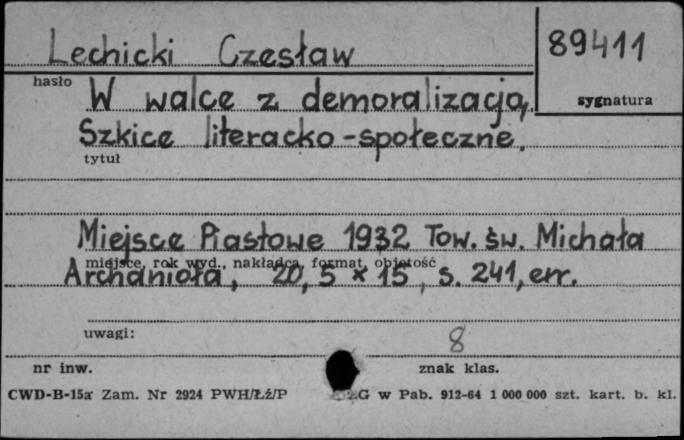 Lechicki Czesław
89411
hasło
sygnatura
W walce z demoralizacją.
Szkice literacko-społeczne.
tytuł
Miejsce Piastowe 1932 Tow. św. Michała
miejsce, rok wyd., nakładca, format, objętość
Archanioła, 20,5 x 15, s. 241, err.
uwagi:
8
nr inw.
znak klas.
CWD-B-15a Zam. Nr 2924 PWH/Łź/P
G w Pab. 912-64 1 000 000 szt. kart. b. kl.